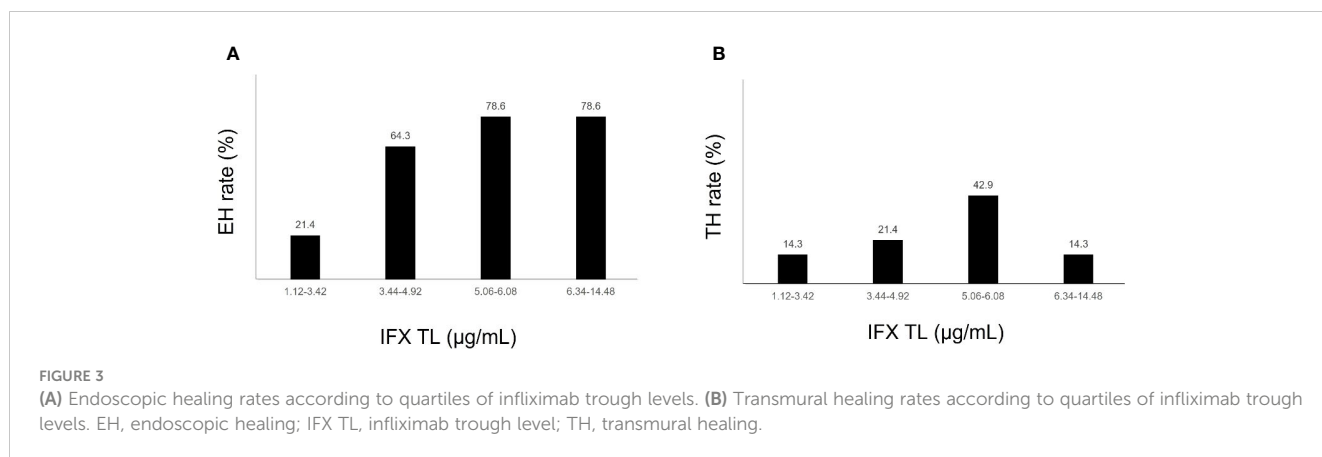 A
EH rate (%)
21.4
64.3
78.6
78.6
1.12-3.42
3.44-4.92
5.06-6.08
6.34-14.48
IFX TL (µg/mL)
B
TH rate (%)
14.3
21.4
42.9
14.3
1.12-3.42
3.44-4.92
5.06-6.08
6.34-14.48
IFX TL (µg/mL)
FIGURE 3
(A) Endoscopic healing rates according to quartiles of infliximab trough levels. (B) Transmural healing rates according to quartiles of infliximab trough
levels. EH, endoscopic healing; IFX TL, infliximab trough level; TH, transmural healing.